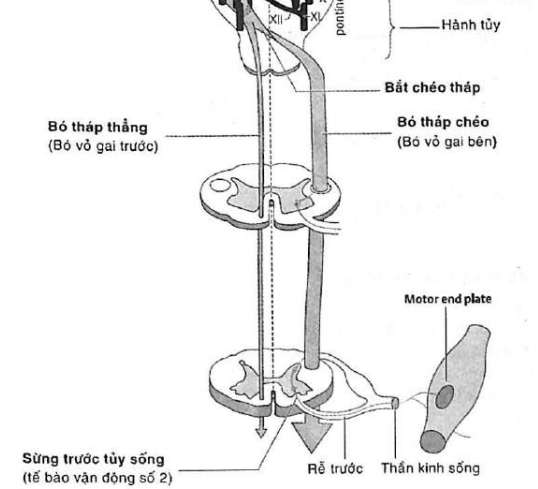 XII
XI
pontine
Hành tủy
Bắt chéo tháp
Bó tháp thẳng
(Bó vỏ gai trước)
Bó tháp chéo
(Bó vỏ gai bên)
Motor end plate
Sừng trước tủy sống
(tế bào vận động số 2)
Rễ trước
Thần kinh sống